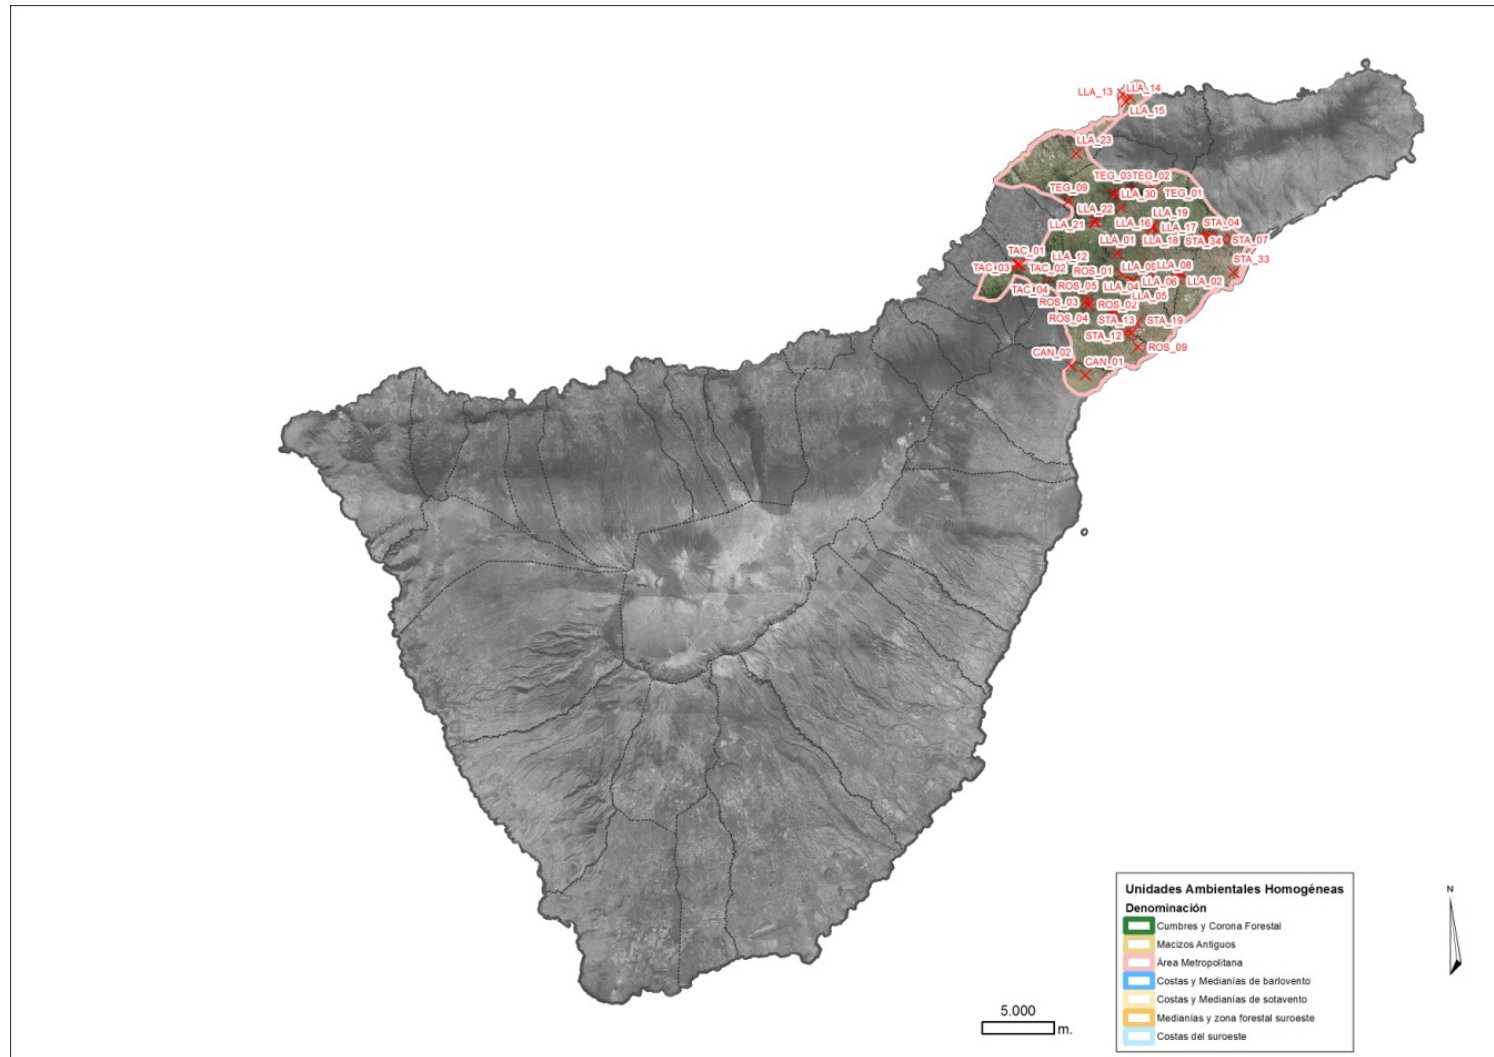 LLA_13
LLA_14
LLA_15
LLA_23
TEG_03
TEG_02
TEG_09
LLA_30
TEG_01
LLA_22
LLA_19
LLA_21
LLA_16
LLA_17
STA_04
LLA_01
LLA_18
STA_34
STA_07
TAC_01
LLA_12
STA_33
TAC_03
TAC_02
ROS_01
LLA_09
LLA_08
TAC_04
ROS_05
LLA_04
LLA_06
LLA_02
ROS_03
ROS_02
LLA_05
ROS_04
STA_13
STA_19
STA_12
ROS_09
CAN_02
CAN_01
Unidades Ambientales Homogéneas
Denominación
Cumbres y Corona Forestal
Macizos Antiguos
Área Metropolitana
Costas y Medianías de barlovento
Costas y Medianías de sotavento
Medianías y zona forestal suroeste
Costas del suroeste
N
5.000
m.